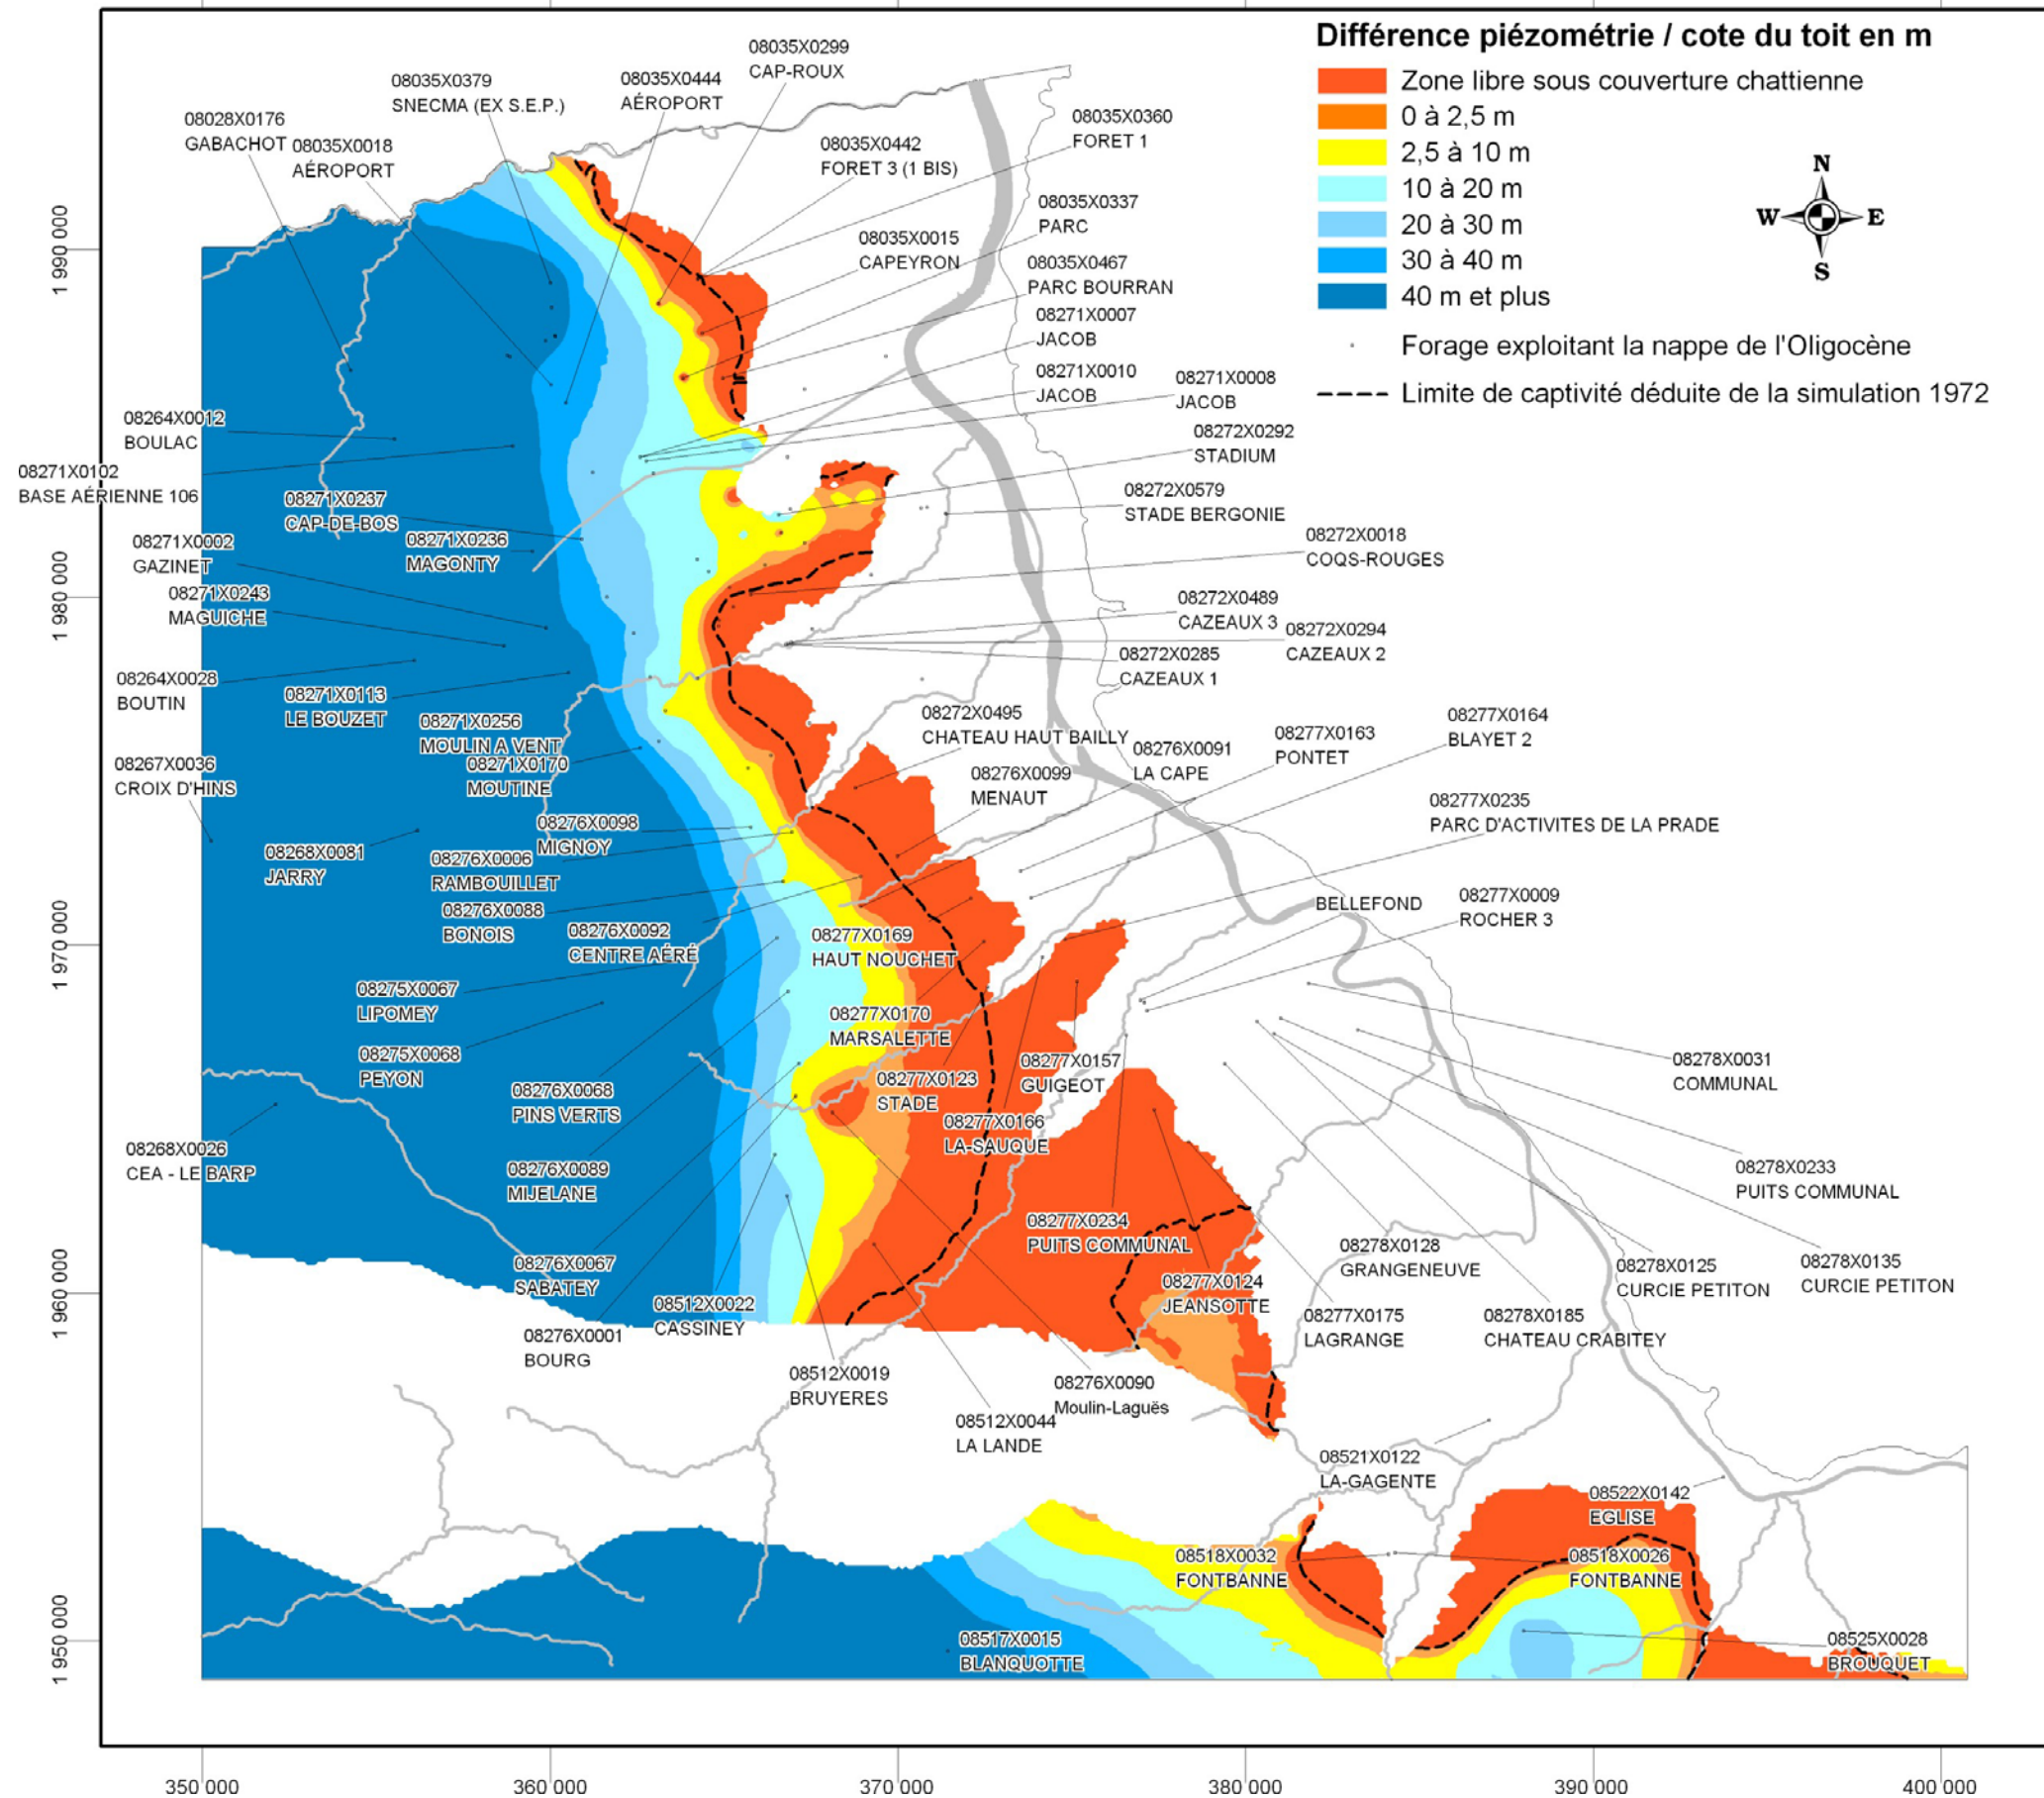 Différence piézométrie / cote du toit en m
Zone libre sous couverture chattienne
0 à 2,5 m
2,5 à 10 m
10 à 20 m
20 à 30 m
30 à 40 m
40 m et plus
Forage exploitant la nappe de l'Oligocène
Limite de captivité déduite de la simulation 1972
N
W
E
S
08035X0299
CAP-ROUX
08035X0379
SNECMA (EX S.E.P.)
08035X0444
AÉROPORT
08028X0176
GABACHOT
08035X0018
AÉROPORT
08035X0360
FORET 1
08035X0442
FORET 3 (1 BIS)
08035X0337
PARC
08035X0015
CAPEYRON
08035X0467
PARC BOURRAN
08271X0007
JACOB
08271X0010
JACOB
08271X0008
JACOB
08272X0292
STADIUM
08264X0012
BOULAC
08271X0102
BASE AÉRIENNE 106
08271X0237
CAP-DE-BOS
08272X0579
STADE BERGONIE
08271X0002
GAZINET
08271X0236
MAGONTY
08272X0018
COQS-ROUGES
08271X0243
MAGUICHE
08272X0489
CAZEAUX 3
08272X0294
CAZEAUX 2
08272X0285
CAZEAUX 1
08264X0028
BOUTIN
08271X0113
LE BOUZET
08271X0256
MOULIN A VENT
08271X0170
MOUTINE
08272X0495
CHATEAU HAUT BAILLY
08277X0164
BLAYET 2
08277X0163
PONTET
08276X0091
LA CAPE
08276X0099
MENAUT
08267X0036
CROIX D'HINS
08277X0235
PARC D'ACTIVITES DE LA PRADE
08276X0098
MIGNOY
08268X0081
JARRY
08276X0006
RAMBOUILLET
08276X0088
BONOIS
08276X0092
CENTRE AÉRÉ
BELLEFOND
08277X0009
ROCHER 3
08277X0169
HAUT NOUCHET
08275X0067
LIPOMEY
08277X0170
MARSALETTE
08275X0068
PEYON
08276X0068
PINS VERTS
08277X0123
STADE
08277X0157
GUIGEOT
08278X0031
COMMUNAL
08277X0166
LA-SAUQUE
08268X0026
CEA - LE BARP
08276X0089
MIJELANE
08278X0233
PUITS COMMUNAL
08277X0234
PUITS COMMUNAL
08278X0128
GRANGENEUVE
08278X0125
CURCIE PETITON
08278X0135
CURCIE PETITON
08276X0067
SABATEY
08277X0124
JEANSOTTE
08512X0022
CASSINEY
08277X0175
LAGRANGE
08278X0185
CHATEAU CRABITEY
08276X0001
BOURG
08512X0019
BRUYERES
08276X0090
Moulin-Laguës
08512X0044
LA LANDE
08521X0122
LA-GAGENTE
08522X0142
EGLISE
08518X0032
FONTBANNE
08518X0026
FONTBANNE
08517X0015
BLANQUOTTE
08525X0028
BROUQUET
1 990 000
1 980 000
1 970 000
1 960 000
1 950 000
350 000
360 000
370 000
380 000
390 000
400 000